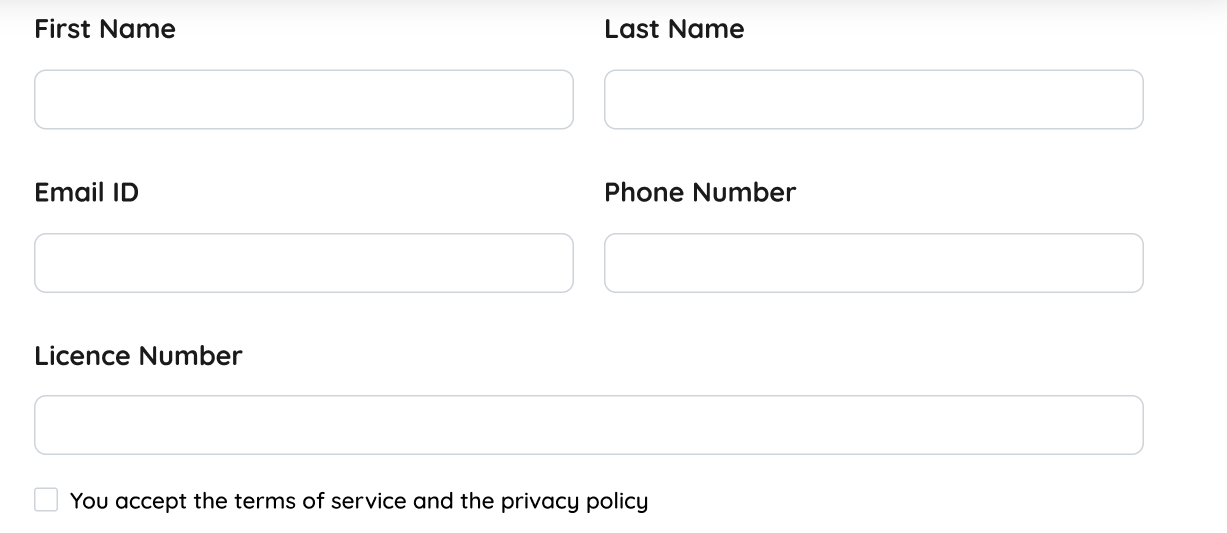 First Name
Last Name
Email ID
Phone Number
Licence Number
You accept the terms of service and the privacy policy